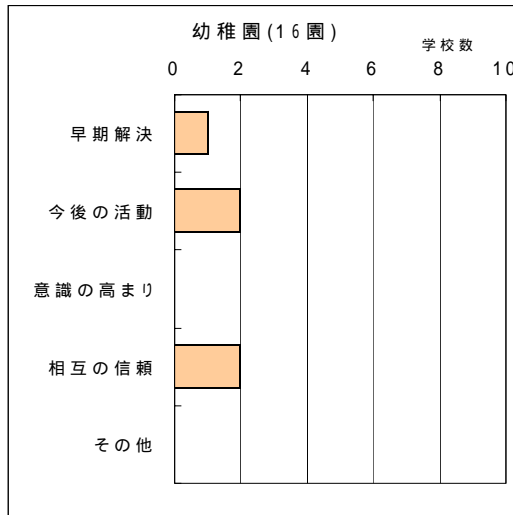 幼稚園(16園)
学校数
0 2 4 6 8 10
早期解決
今後の活動
意識の高まり
相互の信頼
その他